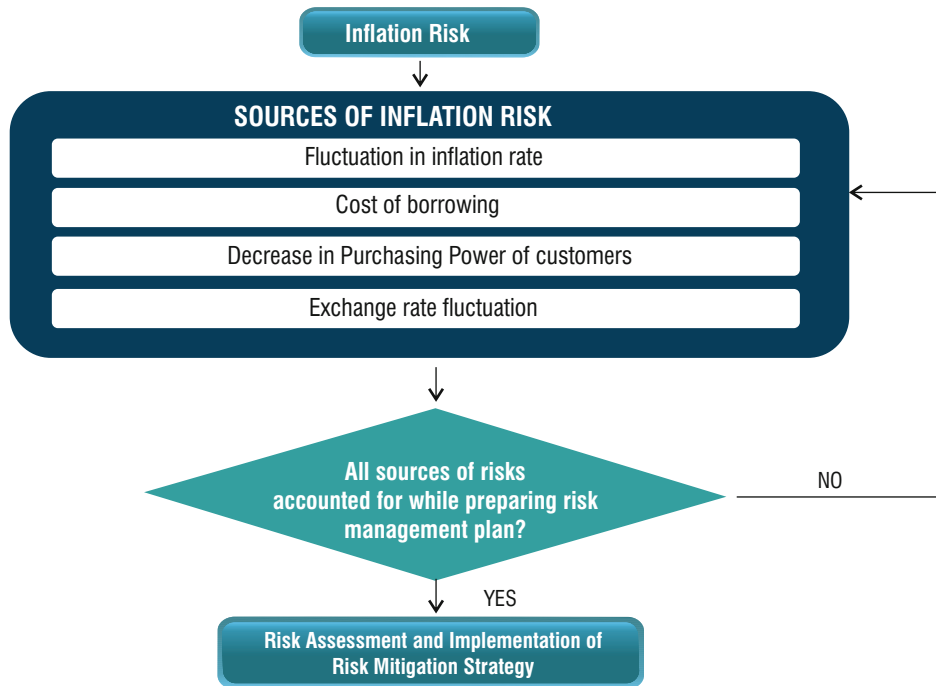 Inflation Risk
SOURCES OF INFLATION RISK
Fluctuation in inflation rate
Cost of borrowing
Decrease in Purchasing Power of customers
Exchange rate fluctuation
All sources of risks
accounted for while preparing risk
management plan?
NO
YES
Risk Assessment and Implementation of
Risk Mitigation Strategy